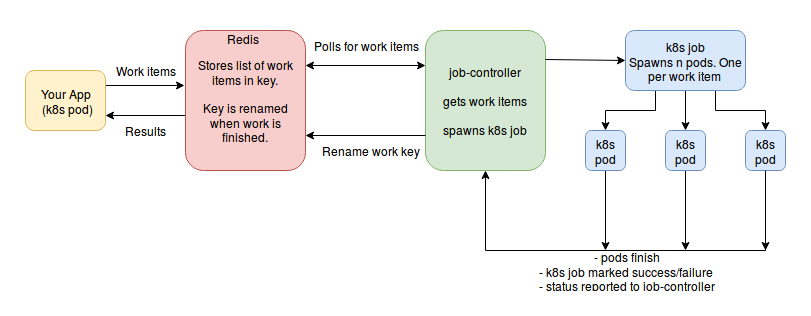 Your App
(k8s pod)
Work items
Results
Redis
Stores list of work
items in key.
Key is renamed
when work is
finished.
Polls for work items
Rename work key
job-controller
gets work items
spawns k8s job
k8s job
Spawns n pods. One
per work item
k8s
pod
k8s
pod
k8s
pod
- pods finish
- k8s job marked success/failure
- status reported to job-controller